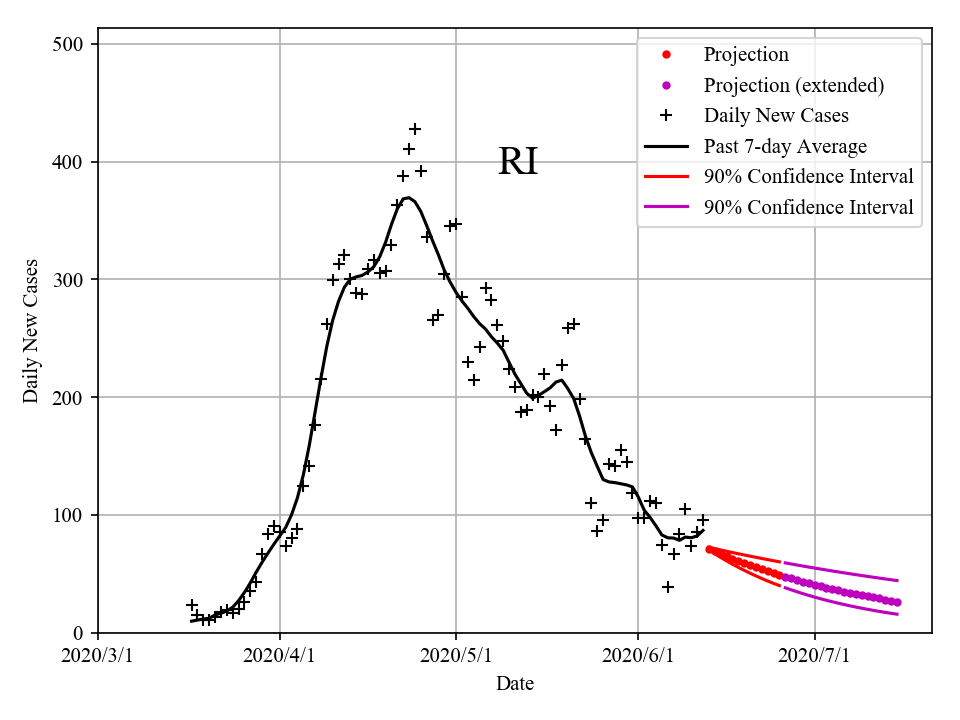 500
400
300
200
100
0
Daily New Cases
RI
Projection
Projection (extended)
Daily New Cases
Past 7-day Average
90% Confidence Interval
90% Confidence Interval
2020/3/1 2020/4/1 2020/5/1 2020/6/1 2020/7/1
Date